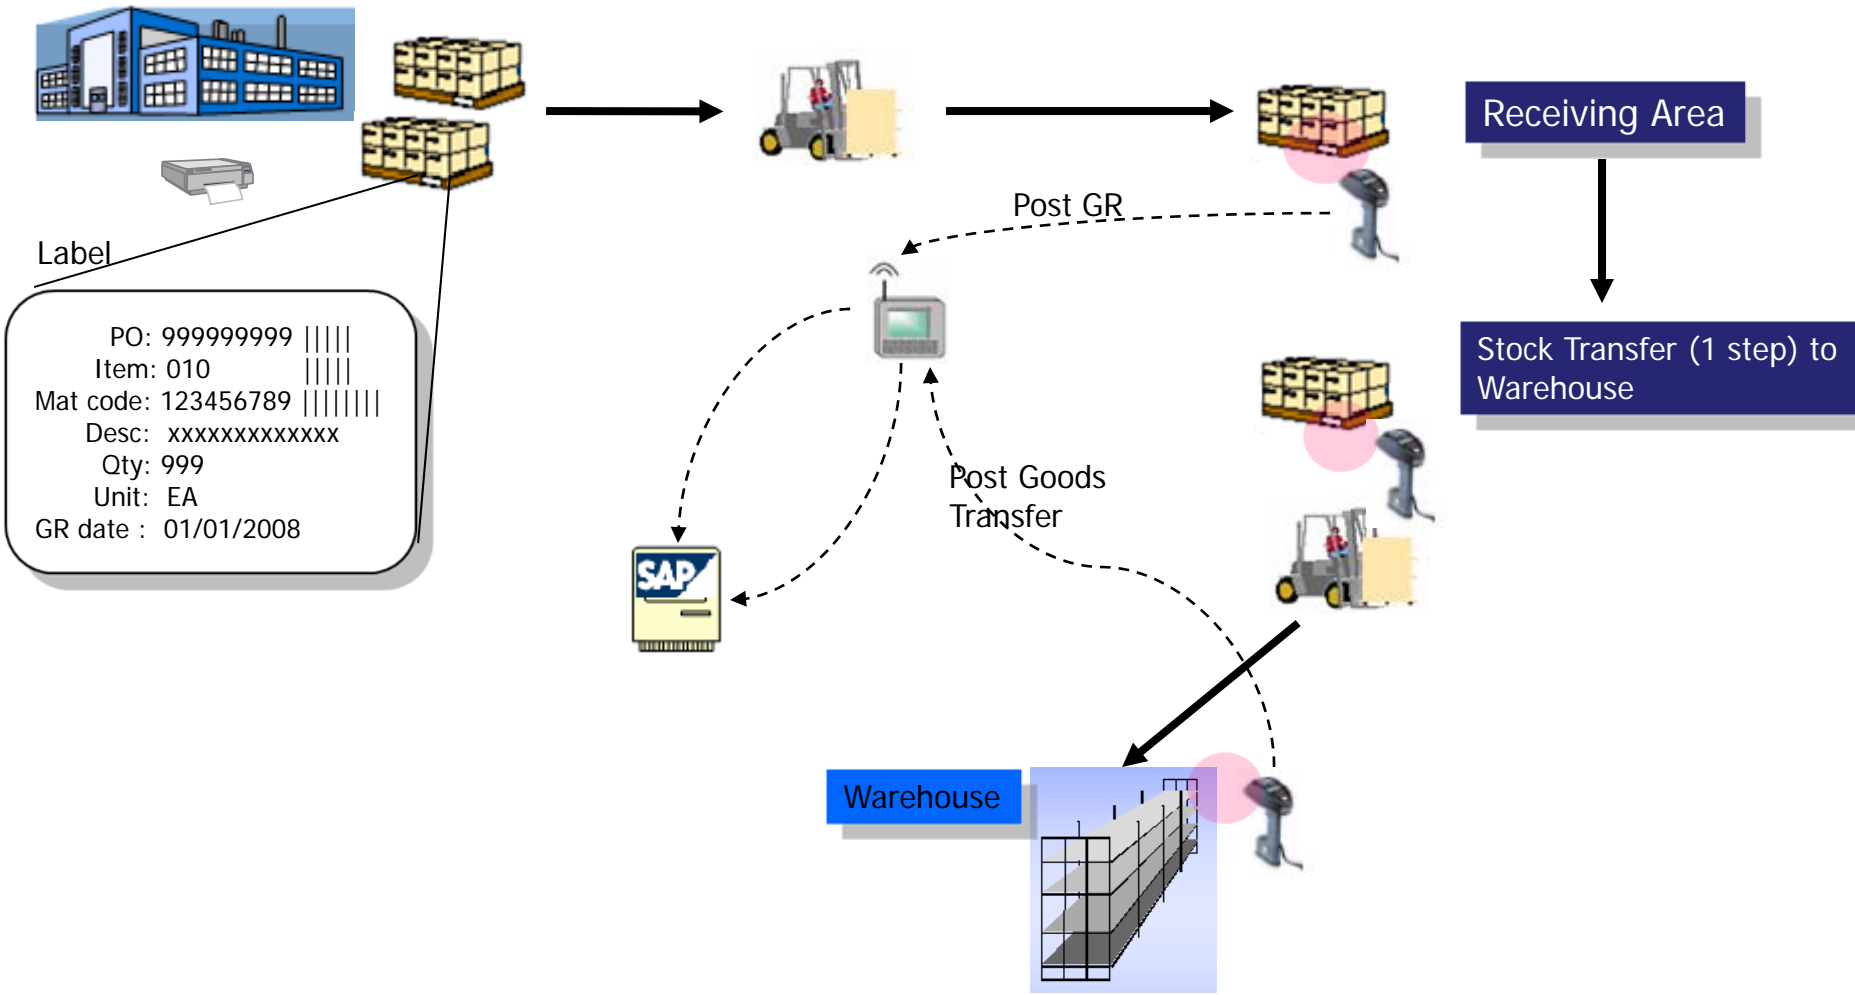 Receiving Area
Post GR
Label
PO: 999999999 |||||
Item: 010 |||||
Mat code: 123456789 ||||||||
Desc: xxxxxxxxxxxxx
Qty: 999
Unit: EA
GR date : 01/01/2008
Stock Transfer (1 step) to
Warehouse
Post Goods
Transfer
SAP
Warehouse